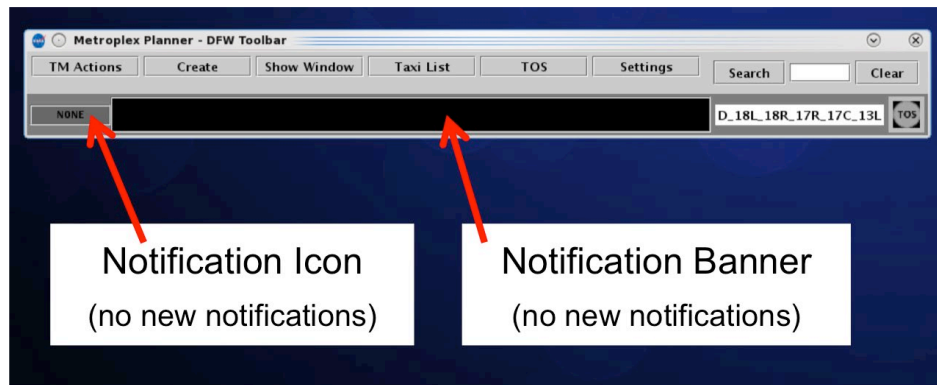 Metroplex Planner - DFW Toolbar
TM Actions Create Show Window Taxi List TOS Settings Search Clear
NONE D_18L_18R_17R_17C_13L TOS
Notification Icon
(no new notifications)
Notification Banner
(no new notifications)